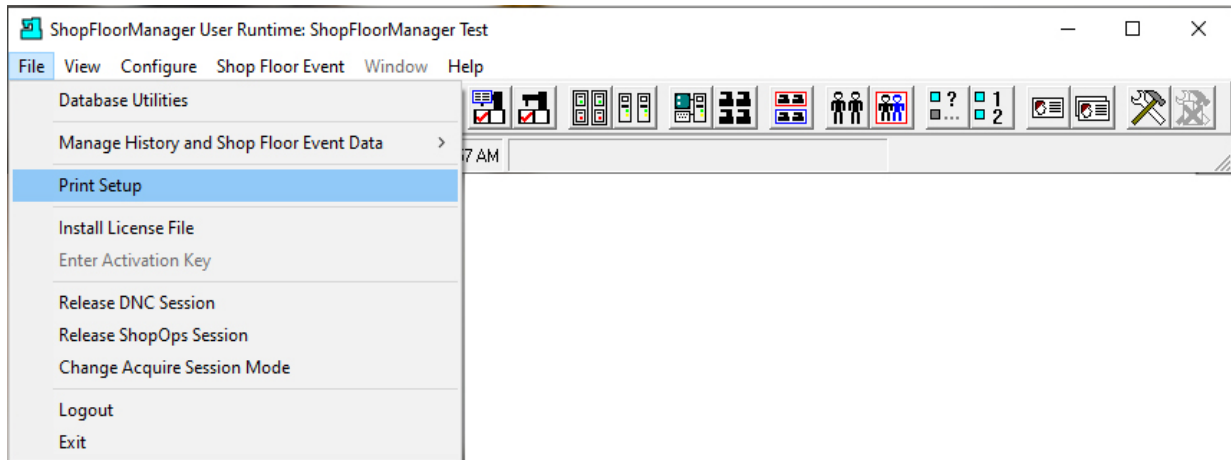 ShopFloorManager User Runtime: ShopFloorManager Test
File View Configure Shop Floor Event Window Help
Database Utilities
Manage History and Shop Floor Event Data
7 AM
Print Setup
Install License File
Enter Activation Key
Release DNC Session
Release ShopOps Session
Change Acquire Session Mode
Logout
Exit